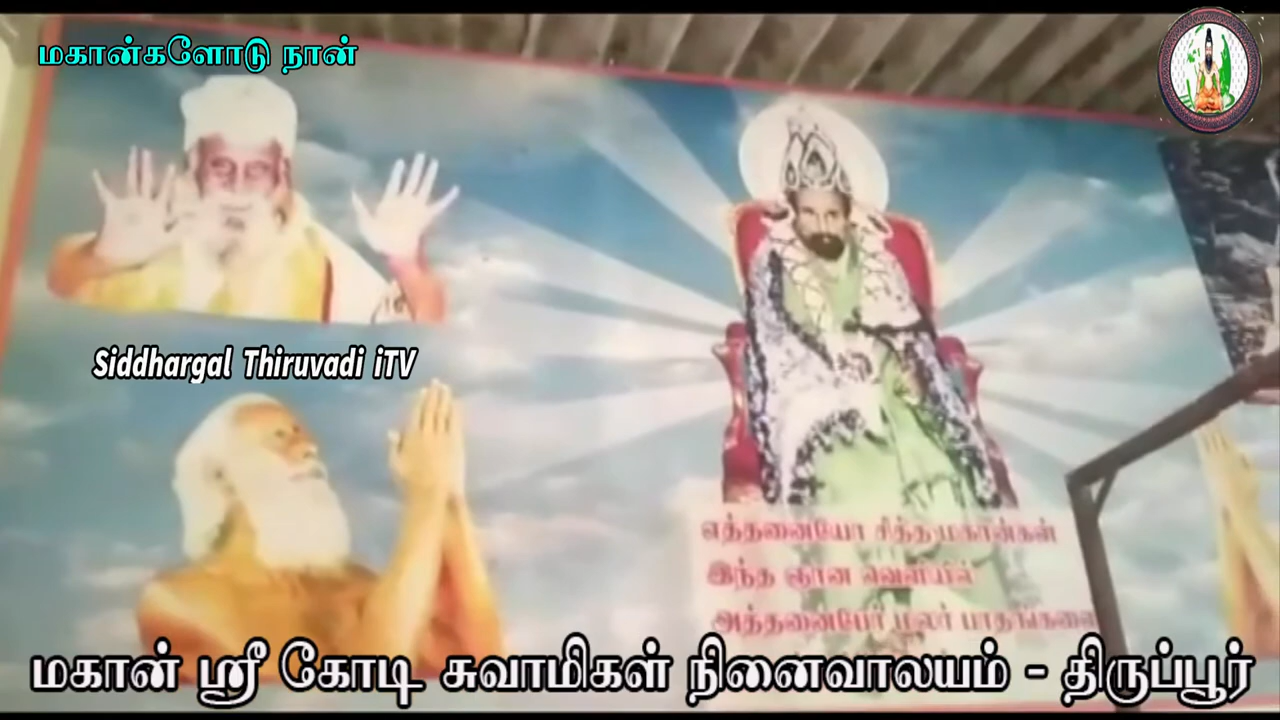 மகான்களோடு நான்
Siddhargal Thiruvadi iTV
எத்தனையோ சித்தமகான்கள்
இந்த ஞான வெளியில்
அத்தனையோர் மலர் பாதங்களை
மகான் ஸ்ரீ கோடி சுவாமிகள் நினைவாலயம் - திருப்பூர்